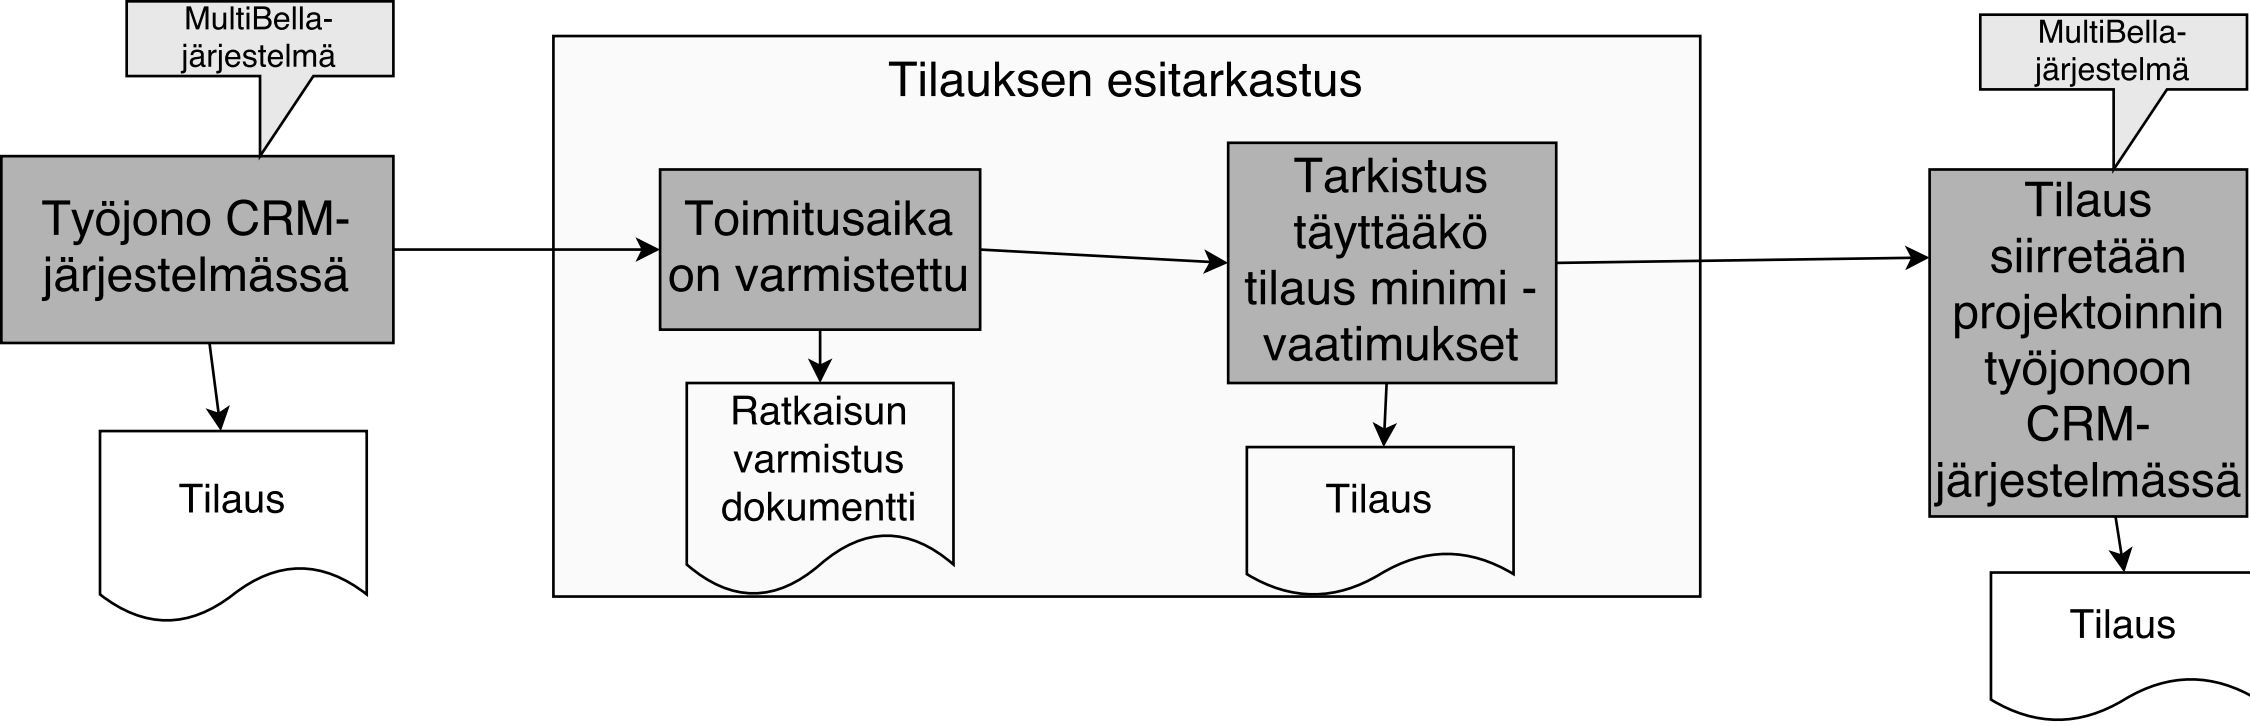 MultiBella-
järjestelmä
Työjono CRM-
järjestelmässä
Tilaus
Tilauksen esitarkastus
Toimitusaika
on varmistettu
Ratkaisun
varmistus
dokumentti
Tarkistus
täyttääkö
tilaus minimi -
vaatimukset
Tilaus
MultiBella-
järjestelmä
Tilaus
siirretään
projektoinnin
työjonoon
CRM-
järjestelmässä
Tilaus